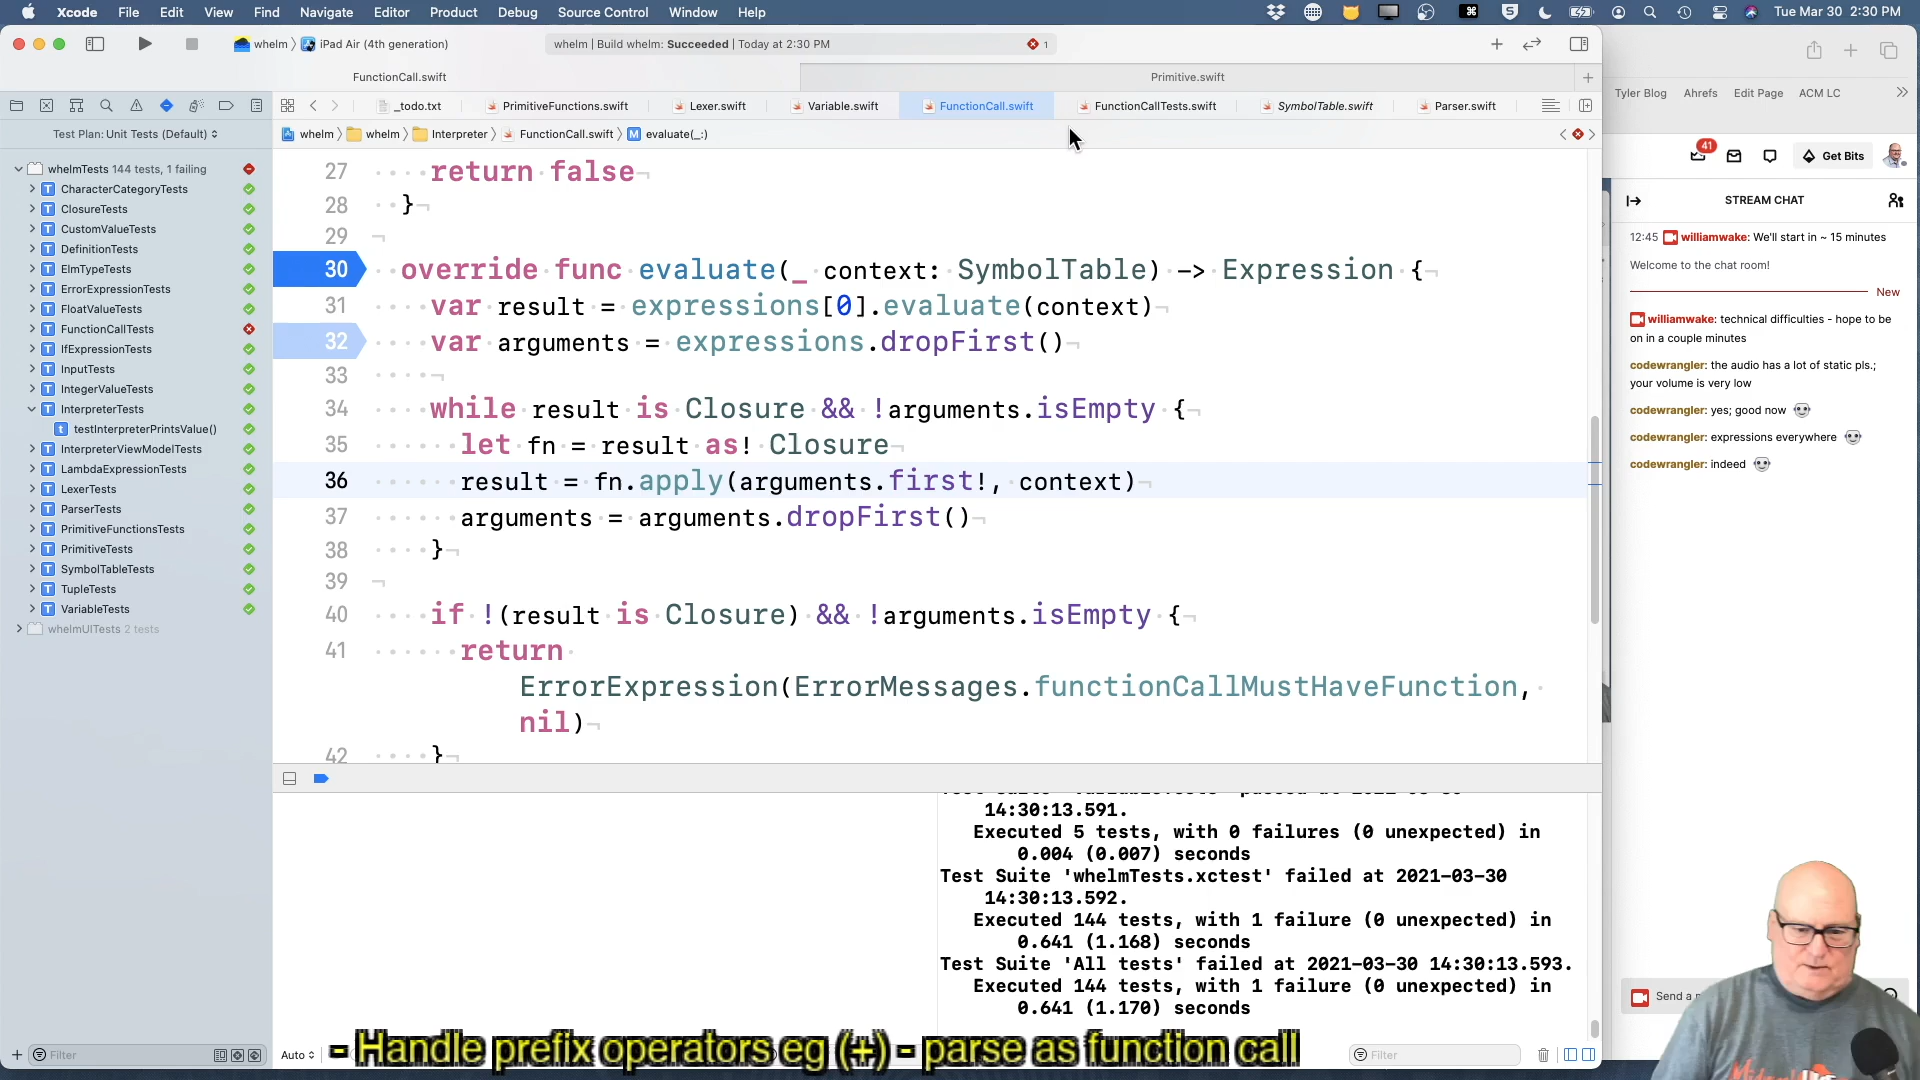 Xcode File Edit View Find Navigate Editor Product Debug Source Control Window Help
Tue Mar 30 2:30 PM
whelm iPad Air (4th generation)
whelm | Build whelm: Succeeded | Today at 2:30 PM
1
FunctionCall.swift
Primitive.swift
_todo.txt
PrimitiveFunctions.swift
Lexer.swift
Variable.swift
FunctionCall.swift
FunctionCallTests.swift
SymbolTable.swift
Parser.swift
Test Plan: Unit Tests (Default)
whelm
whelm
Interpreter
FunctionCall.swift
M evaluate(_:)
whelmTests 144 tests, 1 failing
T CharacterCategoryTests
T ClosureTests
T CustomValueTests
T DefinitionTests
T ElmTypeTests
T ErrorExpressionTests
T FloatValueTests
T FunctionCallTests
T IfExpressionTests
T InputTests
T IntegerValueTests
T InterpreterTests
t testInterpreterPrintsValue()
T InterpreterViewModelTests
T LambdaExpressionTests
T LexerTests
T ParserTests
T PrimitiveFunctionsTests
T PrimitiveTests
T SymbolTableTests
T TupleTests
T VariableTests
whelmUITests 2 tests
27 return false
28 }
29
30 override func evaluate(_ context: SymbolTable) -> Expression {
31 var result = expressions[0].evaluate(context)
32 var arguments = expressions.dropFirst()
33
34 while result is Closure && !arguments.isEmpty {
35 let fn = result as! Closure
36 result = fn.apply(arguments.first!, context)
37 arguments = arguments.dropFirst()
38 }
39
40 if !(result is Closure) && !arguments.isEmpty {
41 return
ErrorExpression(ErrorMessages.functionCallMustHaveFunction,
nil)
42 }
14:30:13.591.
Executed 5 tests, with 0 failures (0 unexpected) in
0.004 (0.007) seconds
Test Suite 'whelmTests.xctest' failed at 2021-03-30
14:30:13.592.
Executed 144 tests, with 1 failure (0 unexpected) in
0.641 (1.168) seconds
Test Suite 'All tests' failed at 2021-03-30 14:30:13.593.
Executed 144 tests, with 1 failure (0 unexpected) in
0.641 (1.170) seconds
Filter
Auto
Filter
- Handle prefix operators eg (+) - parse as function call
Tyler Blog Ahrefs Edit Page ACM LC
41
Get Bits
STREAM CHAT
12:45 williamwake: We'll start in ~ 15 minutes
Welcome to the chat room!
New
williamwake: technical difficulties - hope to be
on in a couple minutes
codewrangler: the audio has a lot of static pls.;
your volume is very low
codewrangler: yes; good now
codewrangler: expressions everywhere
codewrangler: indeed
Send a